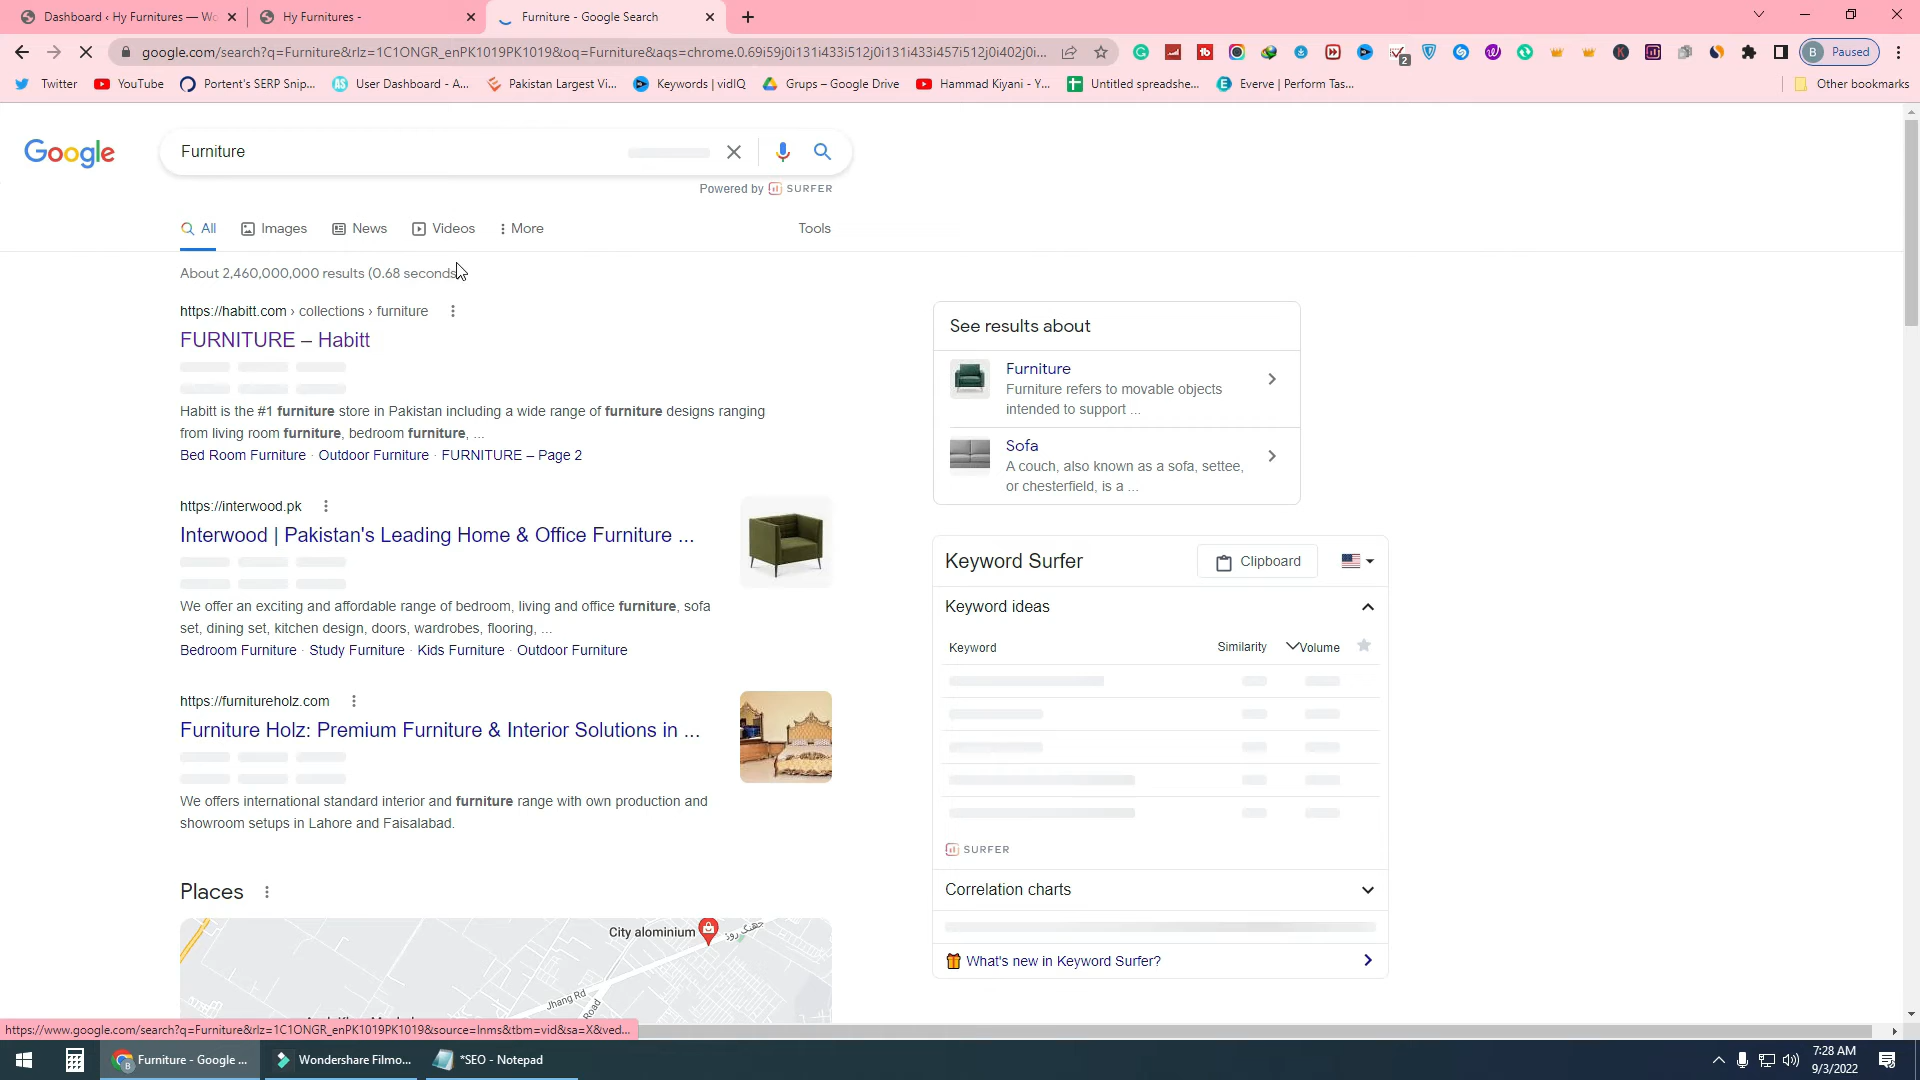 Dashboard ‹ Hy Furnitures — Wo
Hy Furnitures -
Furniture - Google Search
google.com/search?q=Furniture&rlz=1C1ONGR_enPK1019PK1019&oq=Furniture&aqs=chrome.0.69i59j0i131i433i512j0i131i433i457i512j0i402j0i...
2
B Paused
Twitter
YouTube
Portent's SERP Snip...
User Dashboard - A...
Pakistan Largest Vi...
Keywords | vidIQ
Grups – Google Drive
Hammad Kiyani - Y...
Untitled spreadshe...
Everve | Perform Tas...
Other bookmarks
Google
Furniture
Powered by SURFER
All
Images
News
Videos
More
Tools
About 2,460,000,000 results (0.68 seconds
https://habitt.com › collections › furniture
FURNITURE – Habitt
Habitt is the #1 furniture store in Pakistan including a wide range of furniture designs ranging
from living room furniture, bedroom furniture, ...
Bed Room Furniture · Outdoor Furniture · FURNITURE – Page 2
https://interwood.pk
Interwood | Pakistan's Leading Home & Office Furniture ...
We offer an exciting and affordable range of bedroom, living and office furniture, sofa
set, dining set, kitchen design, doors, wardrobes, flooring, ...
Bedroom Furniture · Study Furniture · Kids Furniture · Outdoor Furniture
https://furnitureholz.com
Furniture Holz: Premium Furniture & Interior Solutions in ...
We offers international standard interior and furniture range with own production and
showroom setups in Lahore and Faisalabad.
Places
City aluminium
جھنگ روڈ
Jhang Rd
Road
See results about
Furniture
Furniture refers to movable objects
intended to support ...
Sofa
A couch, also known as a sofa, settee,
or chesterfield, is a ...
Keyword Surfer
Clipboard
Keyword ideas
Keyword
Similarity
Volume
SURFER
Correlation charts
What's new in Keyword Surfer?
https://www.google.com/search?q=Furniture&rlz=1C1ONGR_enPK1019PK1019&source=lnms&tbm=vid&sa=X&ved...
Furniture - Google ...
Wondershare Filmo...
*SEO - Notepad
7:28 AM
9/3/2022